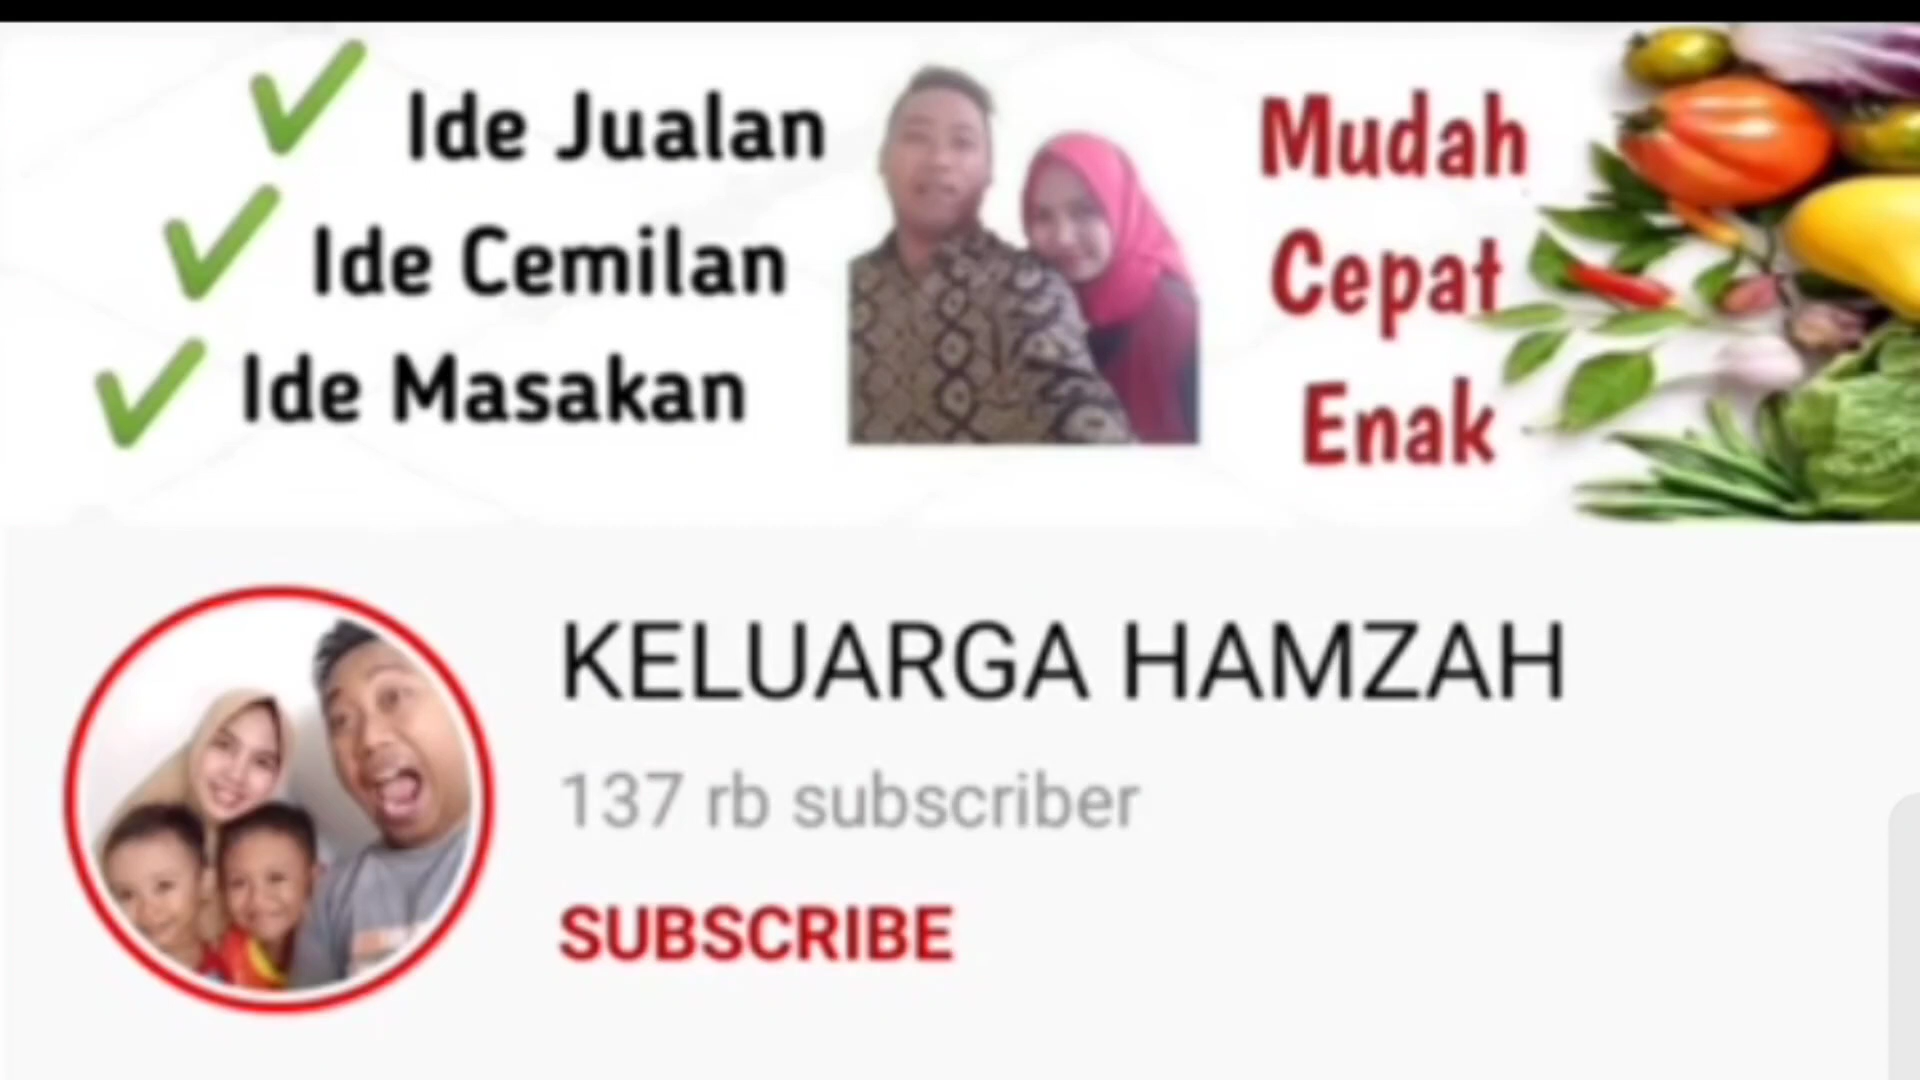 Ide Jualan
Ide Cemilan
Ide Masakan
Mudah
Cepat
Enak
KELUARGA HAMZAH
137 rb subscriber
SUBSCRIBE